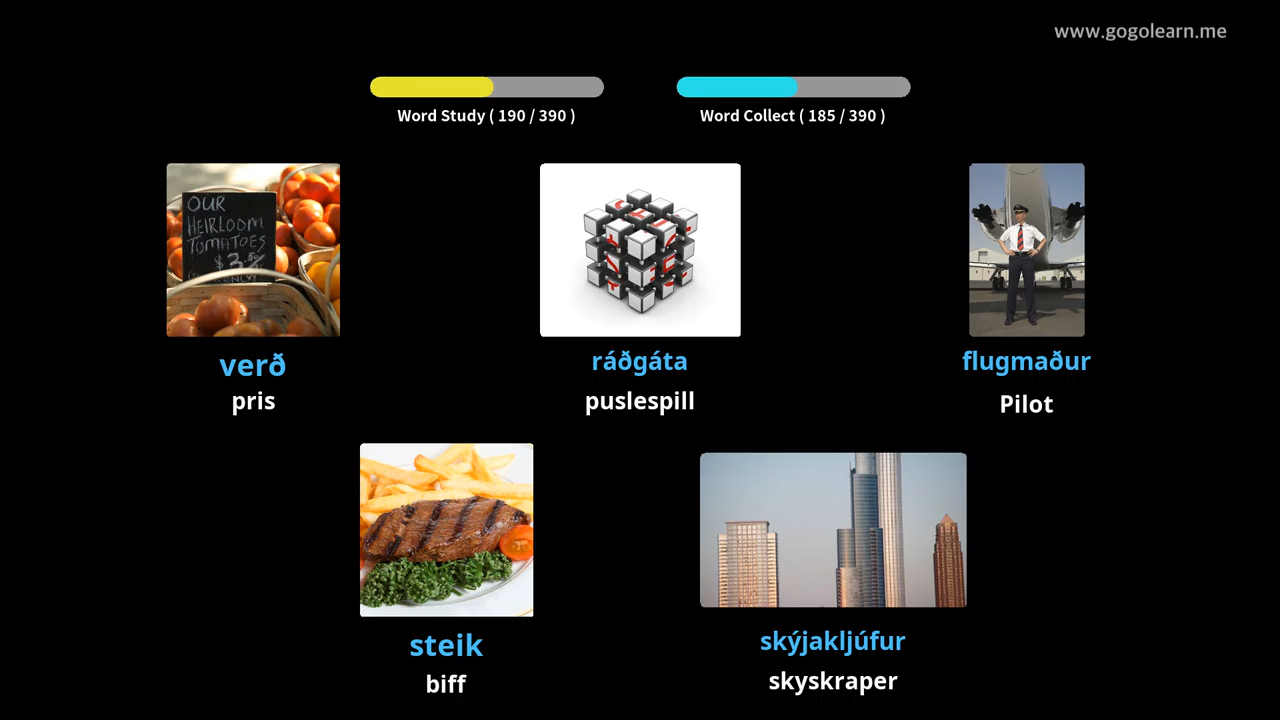 www.gogolearn.me
Word Study ( 190 / 390 )
Word Collect ( 185 / 390 )
OUR
HEIRLOOM
TOMATOES
verð
ráðgáta
flugmaður
pris
puslespill
Pilot
steik
skýjakljúfur
biff
skyskraper